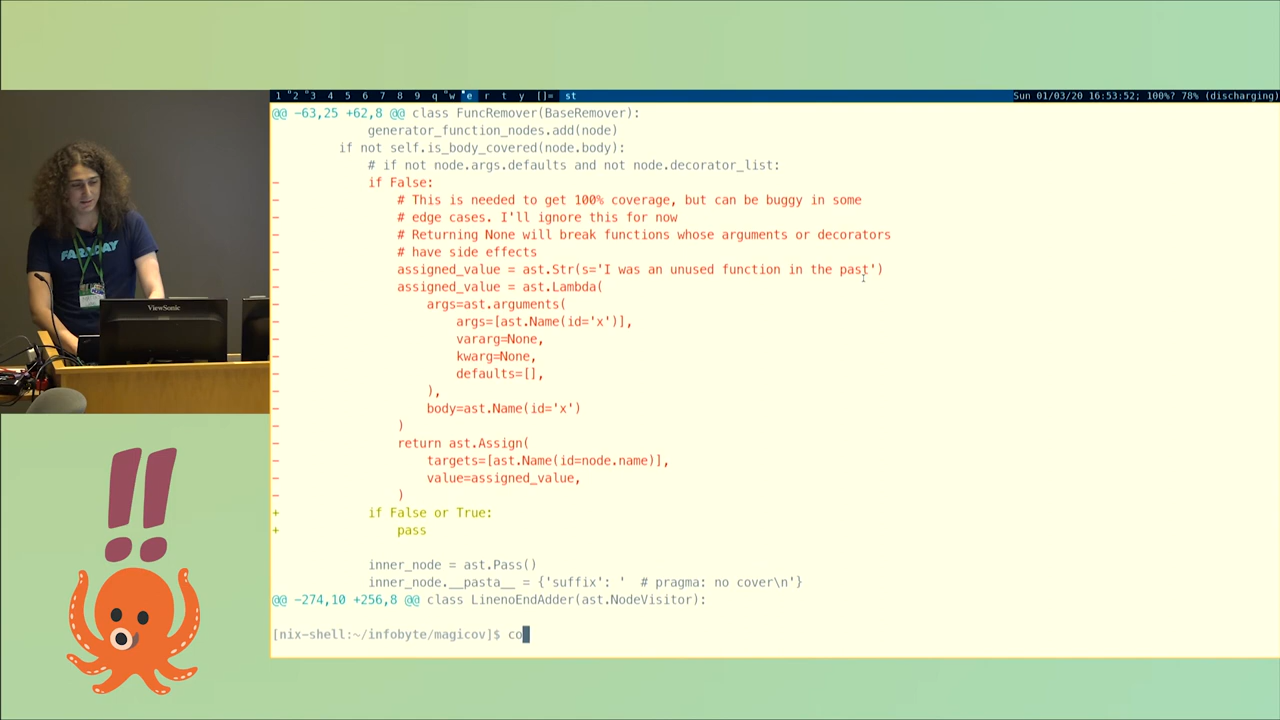 1 "2 "3 4 5 6 7 8 9 q "w "e r t y []= st
Sun 01/03/20 16:53:52; 100%? 78% (discharging)
@@ -63,25 +62,8 @@ class FuncRemover(BaseRemover):
generator_function_nodes.add(node)
if not self.is_body_covered(node.body):
# if not node.args.defaults and not node.decorator_list:
- if False:
- # This is needed to get 100% coverage, but can be buggy in some
- # edge cases. I'll ignore this for now
- # Returning None will break functions whose arguments or decorators
- # have side effects
- assigned_value = ast.Str(s='I was an unused function in the past')
- assigned_value = ast.Lambda(
- args=ast.arguments(
- args=[ast.Name(id='x')],
- vararg=None,
- kwarg=None,
- defaults=[],
- ),
- body=ast.Name(id='x')
- )
- return ast.Assign(
- targets=[ast.Name(id=node.name)],
- value=assigned_value,
- )
+ if False or True:
+ pass
inner_node = ast.Pass()
inner_node.__pasta__ = {'suffix': ' # pragma: no cover\n'}
@@ -274,10 +256,8 @@ class LinenoEndAdder(ast.NodeVisitor):
[nix-shell:~/infobyte/magicov]$ co
FARADAY
ViewSonic
!!